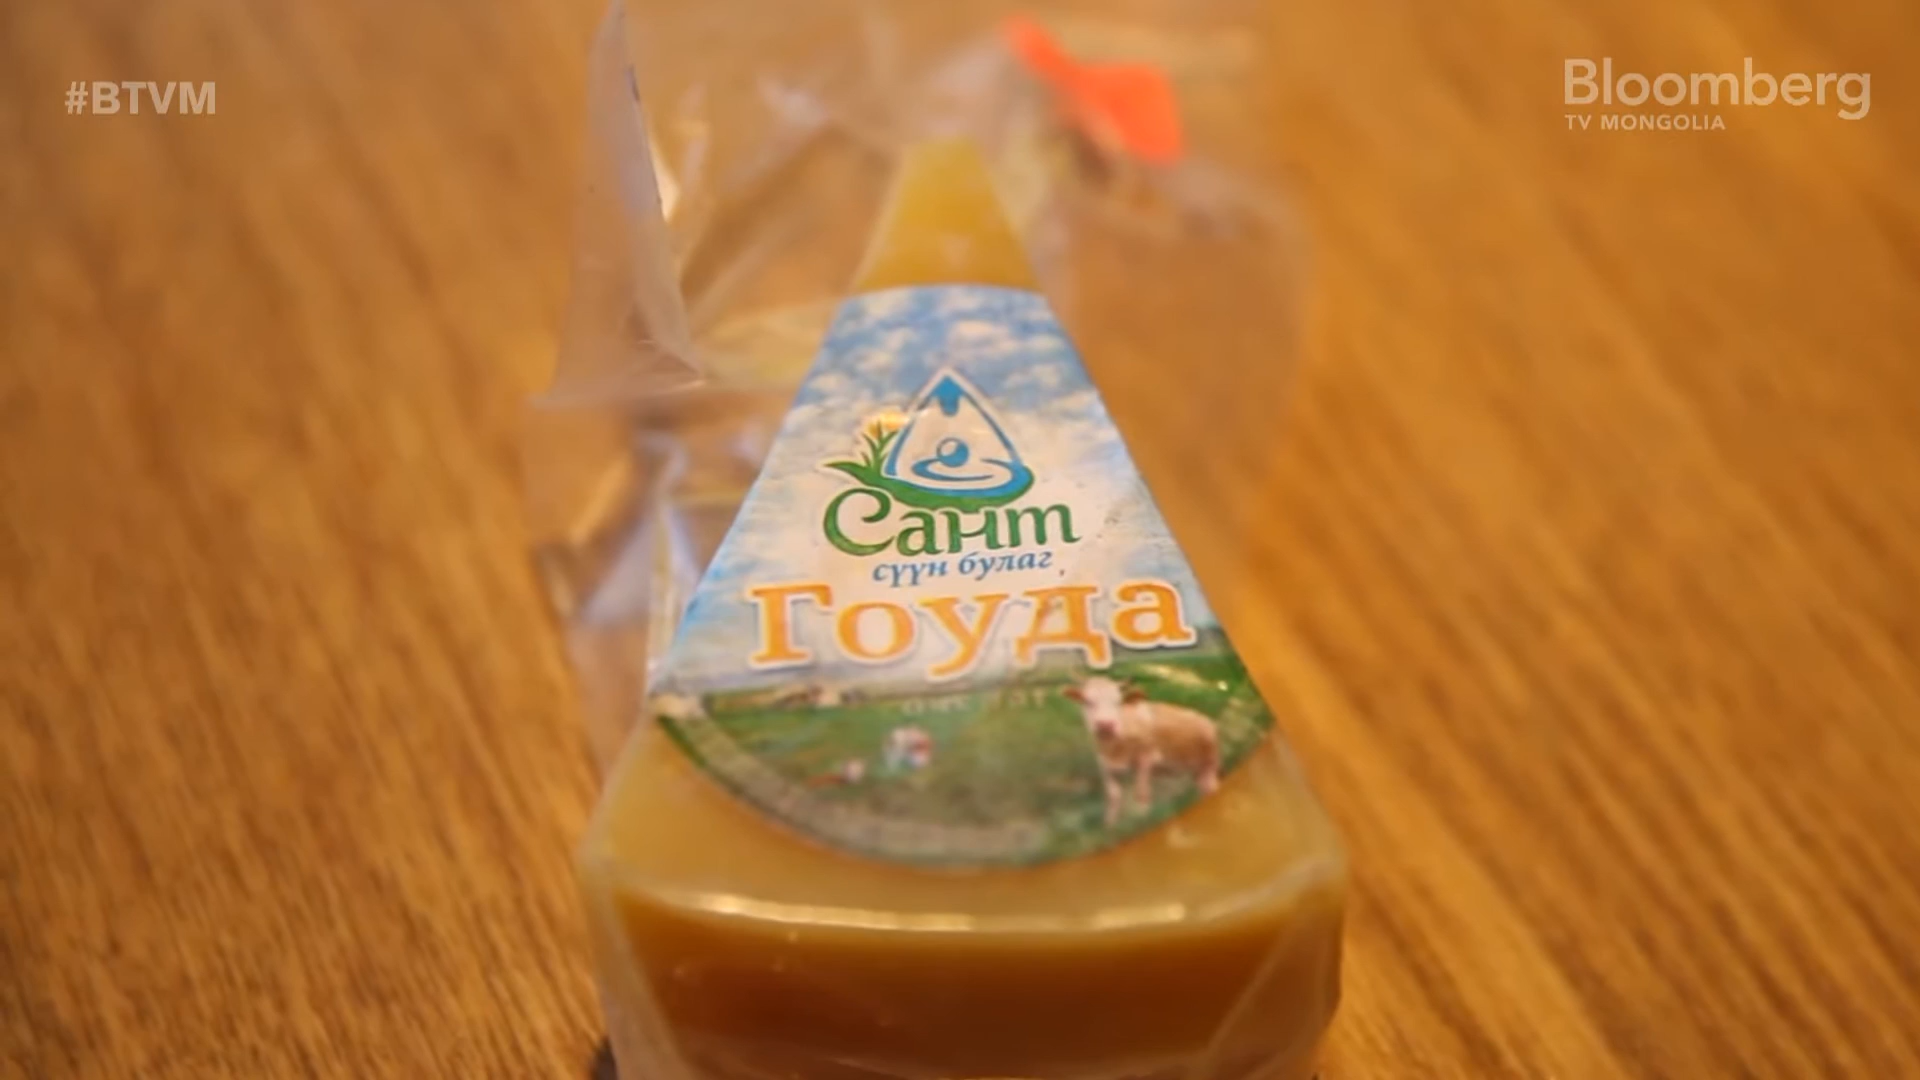 #BTVM
Bloomberg
TV MONGOLIA
Сант
сүүн булаг
Гоуда